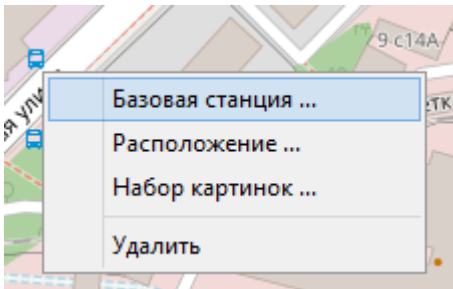 9 с14А
Базовая станция ...
Расположение ...
Набор картинок ...
Удалить